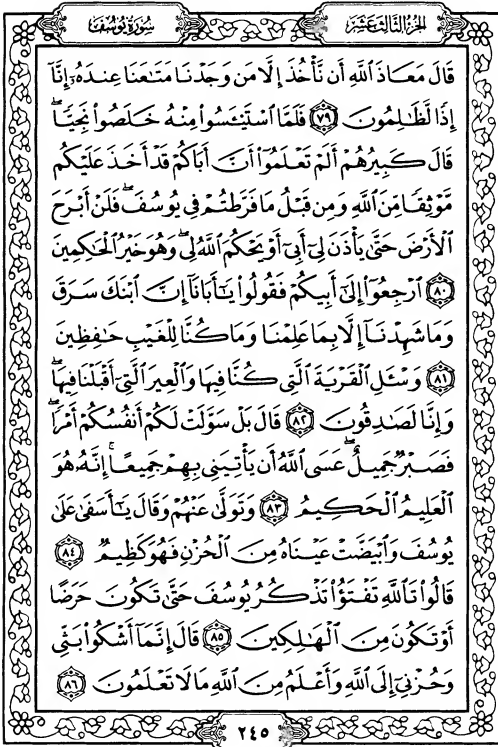 الجزء الثالث عشر
سورة يوسف
قَالَ مَعَاذَ ٱللَّهِ أَن نَّأْخُذَ إِلَّا مَن وَجَدْنَا مَتَٰعَنَا عِندَهُۥٓ إِنَّآ
إِذًا لَّظَٰلِمُونَ ٧٩ فَلَمَّا ٱسْتَيْـَٔسُوا۟ مِنْهُ خَلَصُوا۟ نَجِيًّا ۖ
قَالَ كَبِيرُهُمْ أَلَمْ تَعْلَمُوٓا۟ أَنَّ أَبَاكُمْ قَدْ أَخَذَ عَلَيْكُم
مَّوْثِقًا مِّنَ ٱللَّهِ وَمِن قَبْلُ مَا فَرَّطتُمْ فِى يُوسُفَ ۖ فَلَنْ أَبْرَحَ
ٱلْأَرْضَ حَتَّىٰ يَأْذَنَ لِىٓ أَبِىٓ أَوْ يَحْكُمَ ٱللَّهُ لِى ۖ وَهُوَ خَيْرُ ٱلْحَٰكِمِينَ
٨٠ ٱرْجِعُوٓا۟ إِلَىٰٓ أَبِيكُمْ فَقُولُوا۟ يَٰٓأَبَانَآ إِنَّ ٱبْنَكَ سَرَقَ
وَمَا شَهِدْنَآ إِلَّا بِمَا عَلِمْنَا وَمَا كُنَّا لِلْغَيْبِ حَٰفِظِينَ
٨١ وَسْـَٔلِ ٱلْقَرْيَةَ ٱلَّتِى كُنَّا فِيهَا وَٱلْعِيرَ ٱلَّتِىٓ أَقْبَلْنَا فِيهَا ۖ
وَإِنَّا لَصَٰدِقُونَ ٨٢ قَالَ بَلْ سَوَّلَتْ لَكُمْ أَنفُسُكُمْ أَمْرًا ۖ
فَصَبْرٌ جَمِيلٌ ۖ عَسَى ٱللَّهُ أَن يَأْتِيَنِى بِهِمْ جَمِيعًا ۚ إِنَّهُۥ هُوَ
ٱلْعَلِيمُ ٱلْحَكِيمُ ٨٣ وَتَوَلَّىٰ عَنْهُمْ وَقَالَ يَٰٓأَسَفَىٰ عَلَىٰ
يُوسُفَ وَٱبْيَضَّتْ عَيْنَاهُ مِنَ ٱلْحُزْنِ فَهُوَ كَظِيمٌ ٨٤
قَالُوا۟ تَٱللَّهِ تَفْتَؤُا۟ تَذْكُرُ يُوسُفَ حَتَّىٰ تَكُونَ حَرَضًا
أَوْ تَكُونَ مِنَ ٱلْهَٰلِكِينَ ٨٥ قَالَ إِنَّمَآ أَشْكُوا۟ بَثِّى
وَحُزْنِىٓ إِلَى ٱللَّهِ وَأَعْلَمُ مِنَ ٱللَّهِ مَا لَا تَعْلَمُونَ ٨٦
٢٤٥